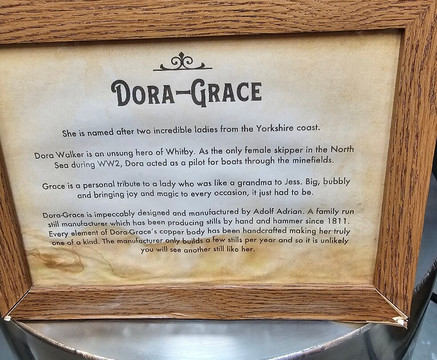 DORA-GRACE
She is named after two incredible ladies from the Yorkshire coast.
Dora Walker is an unsung hero of Whitby. As the only female skipper in the North
Sea during WW2, Dora acted as a pilot for boats through the minefields.
Grace is a personal tribute to a lady who was like a grandma to Jess. Big, bubbly
and bringing joy and magic to every occasion, it just had to be.
Dora-Grace is impeccably designed and manufactured by Adolf Adrian. A family run
still manufacturer which has been producing stills by hand and hammer since 1811.
Every element of Dora-Grace's copper body has been handcrafted making her truly
one of a kind. The manufacturer only builds a few stills per year and so it is unlikely
you will see another still like her.